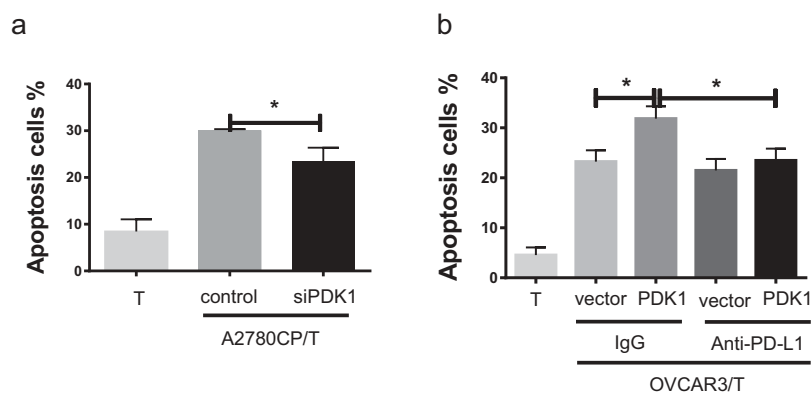 a
Apoptosis cells %
40
30
20
10
0
*
T
control
siPDK1
A2780CP/T
b
Apoptosis cells %
40
30
20
10
0
*
*
T
vector
PDK1
vector
PDK1
IgG
Anti-PD-L1
OVCAR3/T